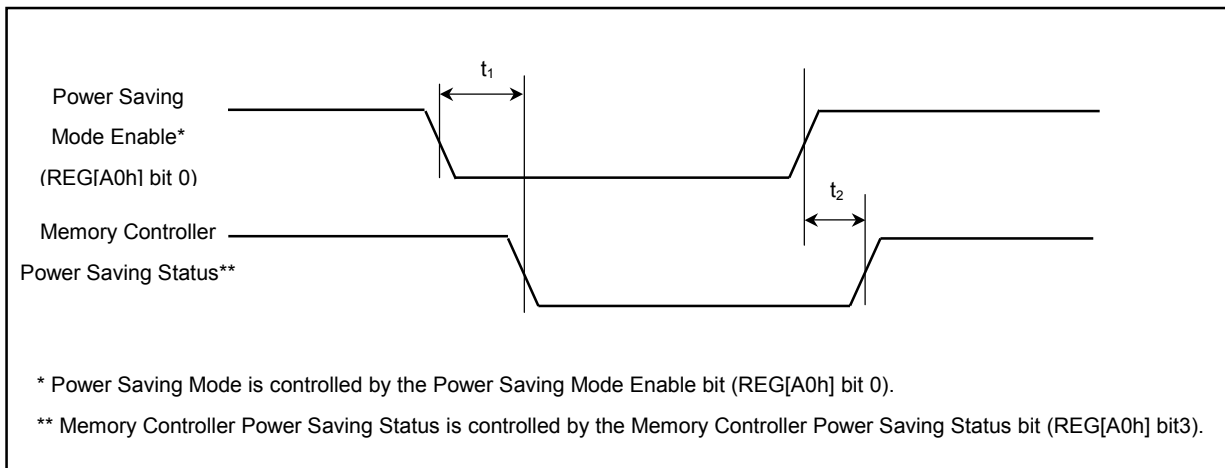 t₁
Power Saving
Mode Enable*
(REG[A0h] bit 0)
t₂
Memory Controller
Power Saving Status**
* Power Saving Mode is controlled by the Power Saving Mode Enable bit (REG[A0h] bit 0).
** Memory Controller Power Saving Status is controlled by the Memory Controller Power Saving Status bit (REG[A0h] bit3).